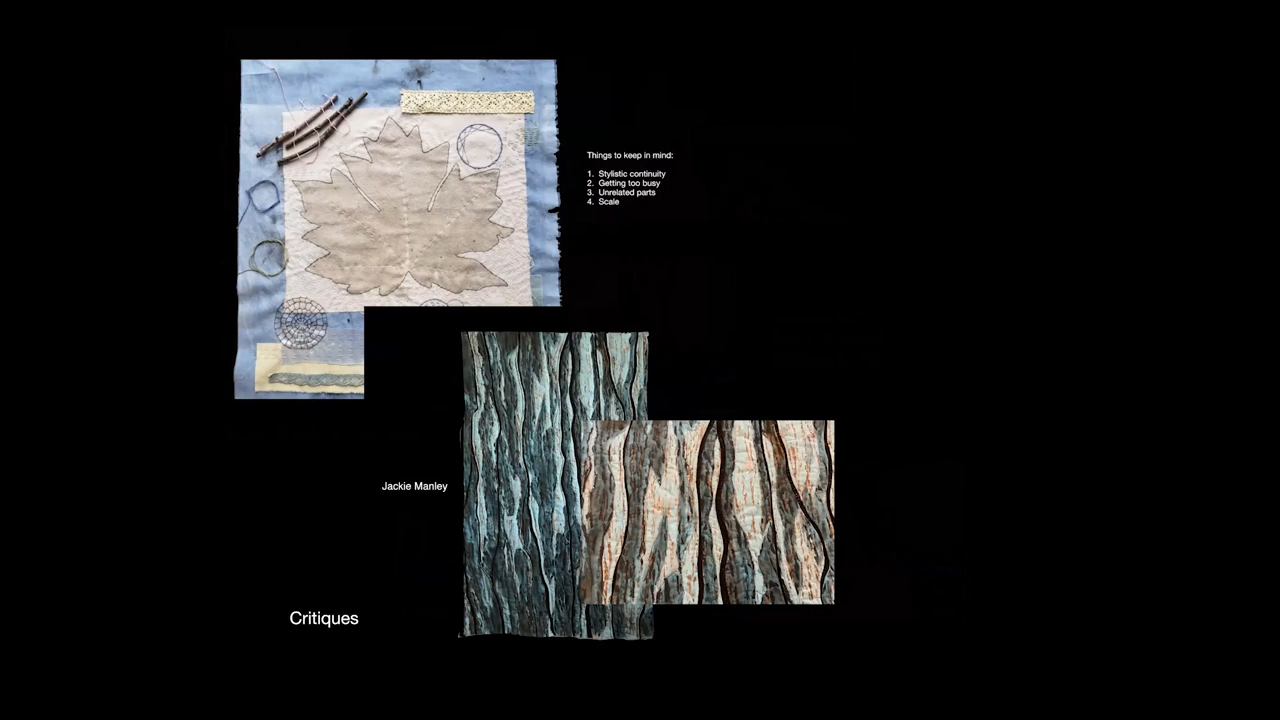 Things to keep in mind:
1. Stylistic continuity
2. Getting too busy
3. Unrelated parts
4. Scale
Jackie Manley
Critiques